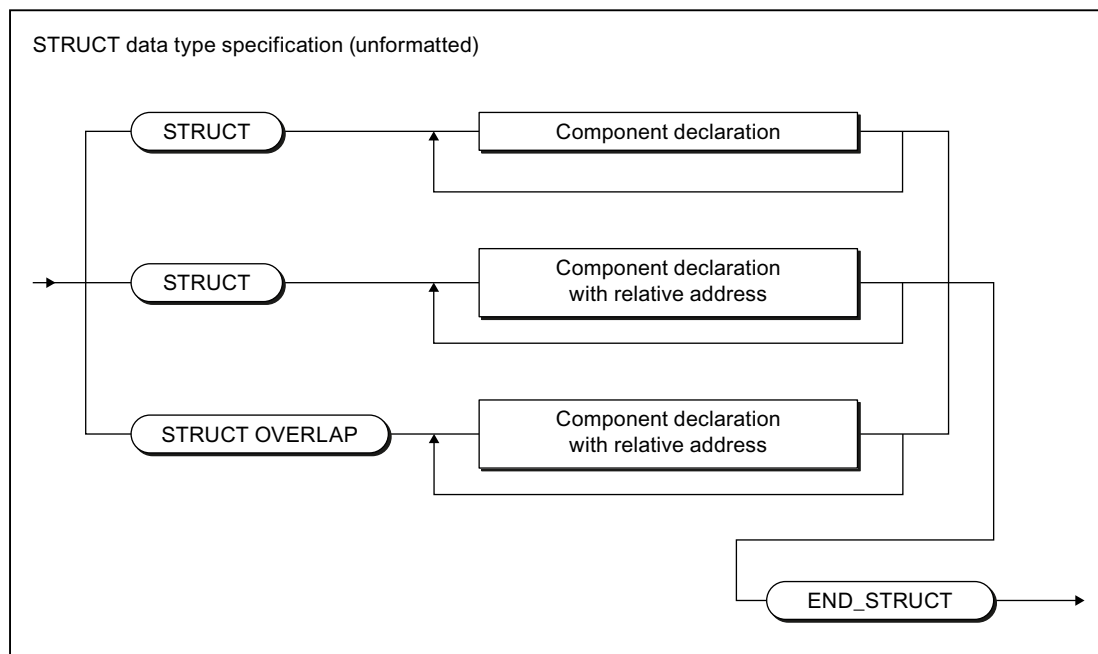 STRUCT data type specification (unformatted)
STRUCT
Component declaration
STRUCT
Component declaration
with relative address
STRUCT OVERLAP
Component declaration
with relative address
END_STRUCT